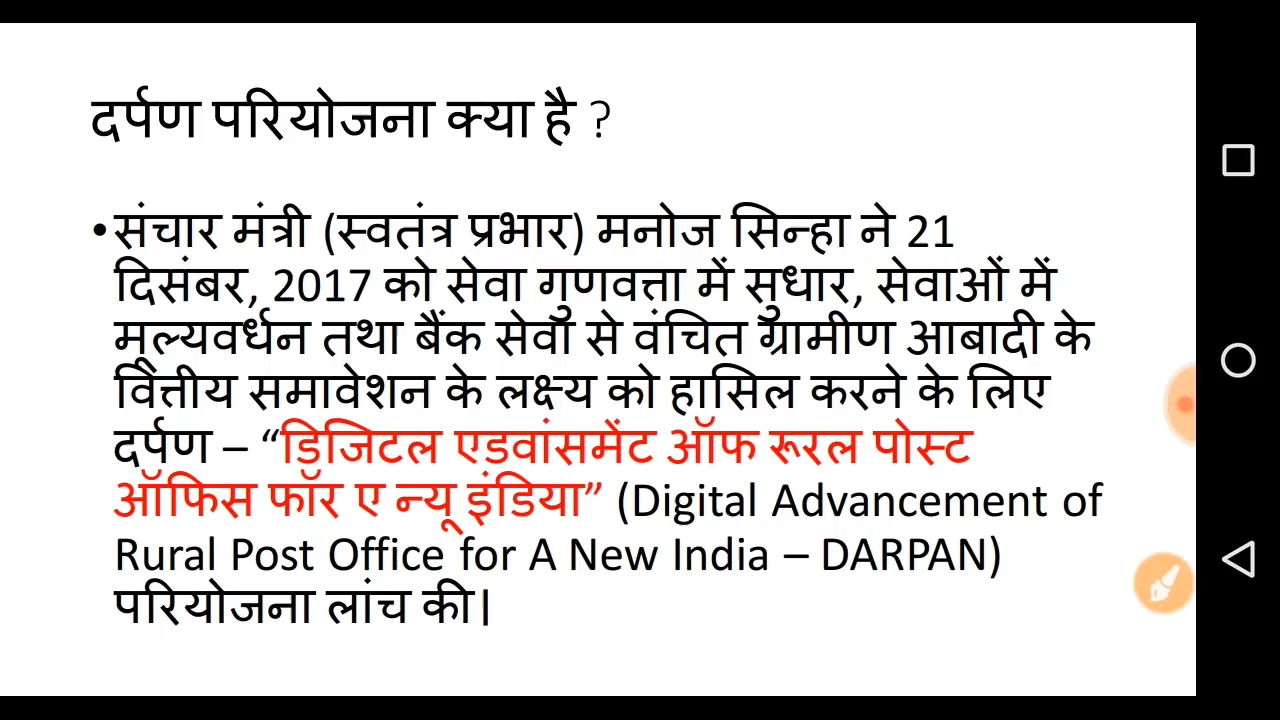 दर्पण परियोजना क्या है ?
•संचार मंत्री (स्वतंत्र प्रभार) मनोज सिन्हा ने 21
दिसंबर, 2017 को सेवा गुणवत्ता में सुधार, सेवाओं में
मूल्यवर्धन तथा बैंक सेवा से वंचित ग्रामीण आबादी के
वित्तीय समावेशन के लक्ष्य को हासिल करने के लिए
दर्पण – “डिजिटल एडवांसमेंट ऑफ रूरल पोस्ट
ऑफिस फॉर ए न्यू इंडिया” (Digital Advancement of
Rural Post Office for A New India – DARPAN)
परियोजना लांच की।